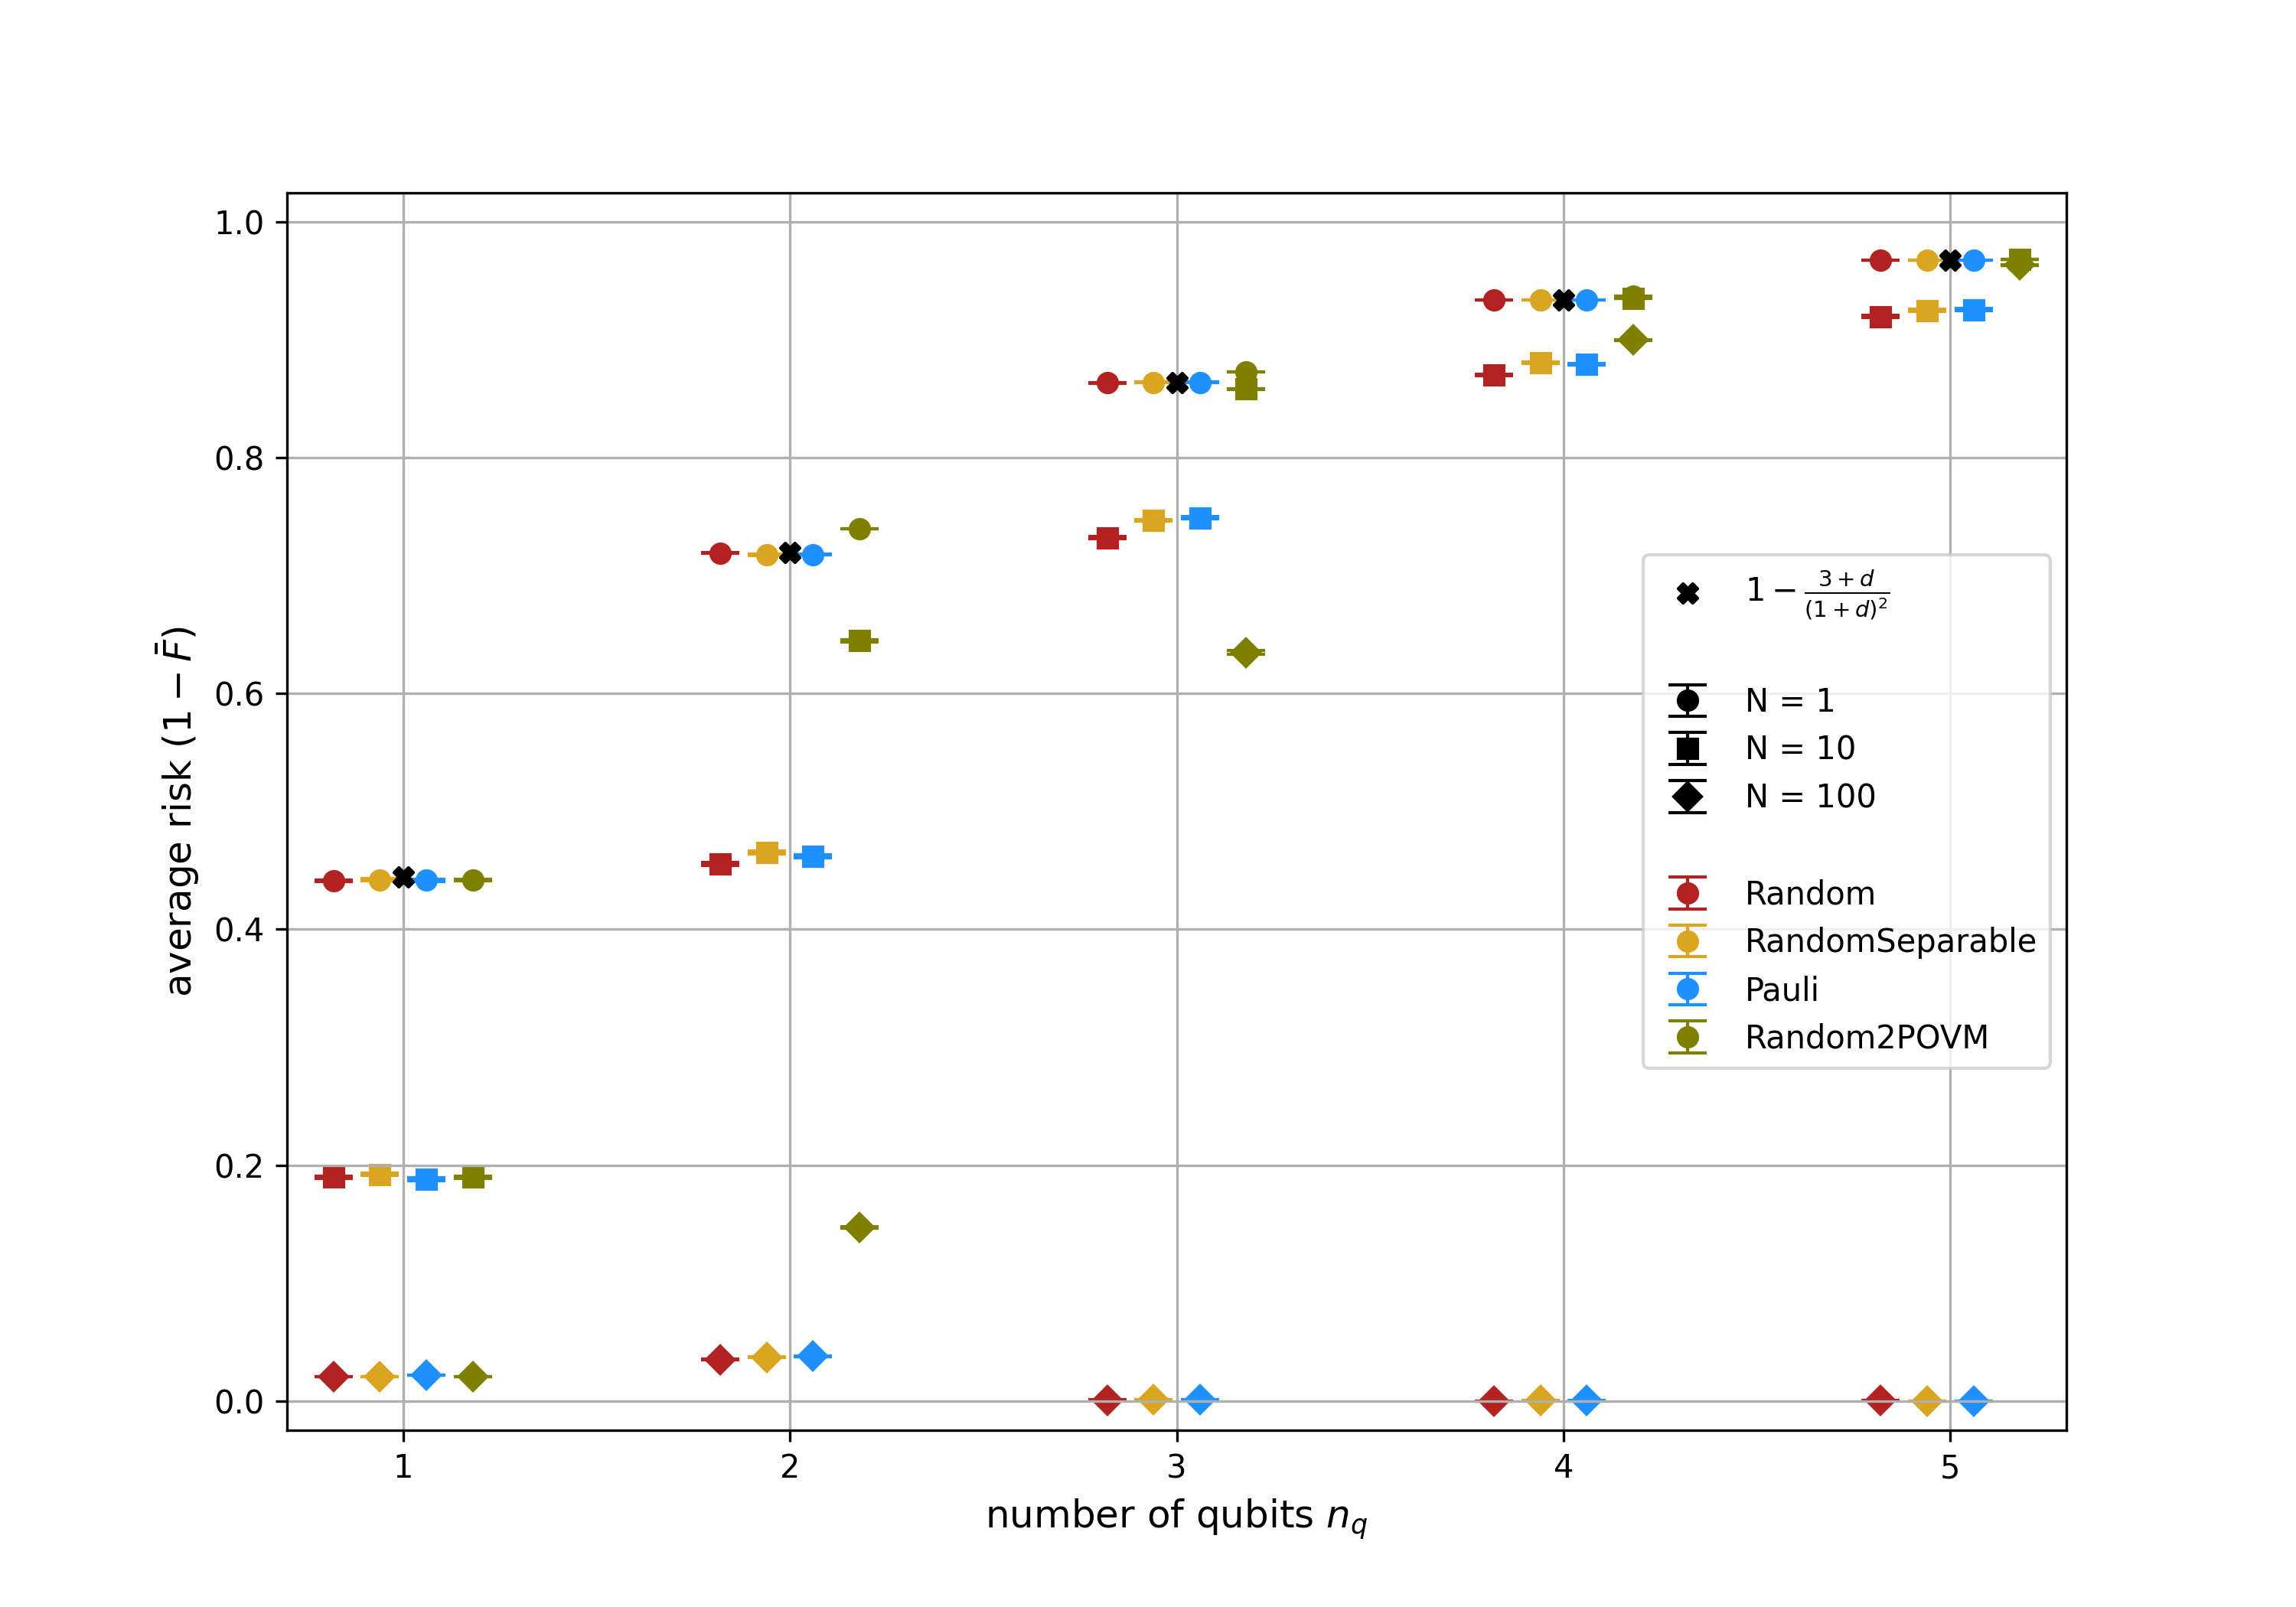 1.0
0.8
0.6
0.4
0.2
0.0
average risk (1 − F̄)
1 2 3 4 5
number of qubits n_q
1 − \frac{3+d}{(1+d)^2}
N = 1
N = 10
N = 100
Random
RandomSeparable
Pauli
Random2POVM